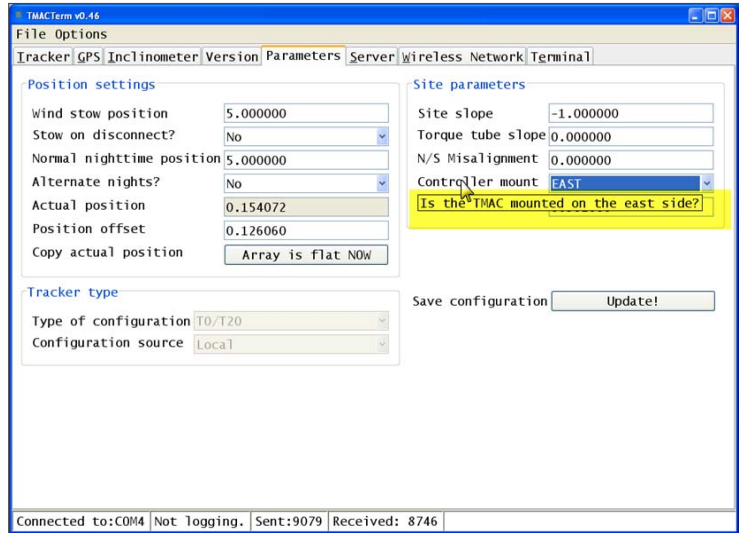 TMACTerm v0.46
File Options
Tracker GPS Inclinometer Version Parameters Server Wireless Network Terminal
Position settings
Wind stow position 5.000000
Stow on disconnect? No
Normal nighttime position 5.000000
Alternate nights? No
Actual position 0.154072
Position offset 0.126060
Copy actual position Array is flat NOW
Tracker type
Type of configuration T0/T20
Configuration source Local
Site parameters
Site slope -1.000000
Torque tube slope 0.000000
N/S Misalignment 0.000000
Controller mount EAST
Is the TMAC mounted on the east side?
Save configuration Update!
Connected to:COM4 Not logging. Sent:9079 Received: 8746